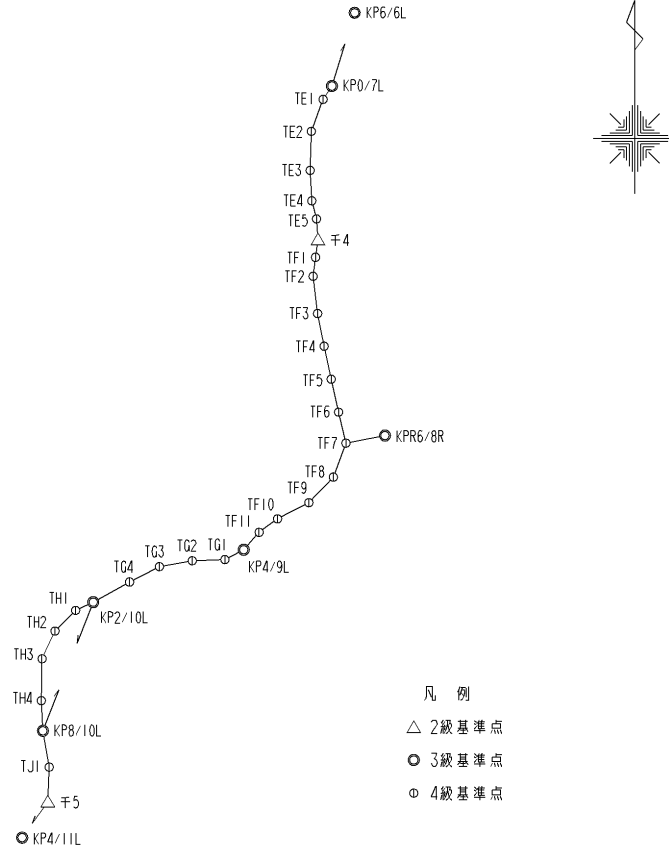 KP6/6L
KP0/7L
TE1
TE2
TE3
TE4
TE5
千4
TF1
TF2
TF3
TF4
TF5
TF6
TF7
KPR6/8R
TF8
TF9
TF10
TF11
KP4/9L
TG1
TG2
TG3
TG4
KP2/10L
TH1
TH2
TH3
TH4
KP8/10L
TJ1
千5
KP4/11L
凡 例
2級基準点
3級基準点
4級基準点